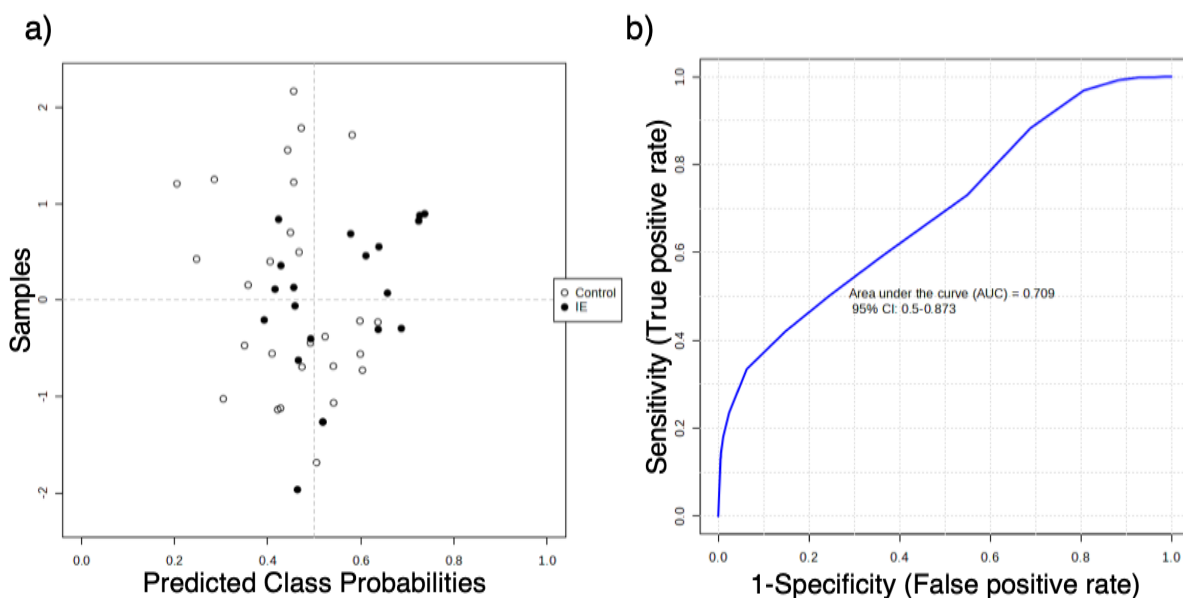 a)
Samples
2
1
0
-1
-2
0.0 0.2 0.4 0.6 0.8 1.0
Predicted Class Probabilities
Control
IE
b)
Sensitivity (True positive rate)
1.0
0.8
0.6
0.4
0.2
0.0
Area under the curve (AUC) = 0.709
95% CI: 0.5-0.873
0.0 0.2 0.4 0.6 0.8 1.0
1-Specificity (False positive rate)